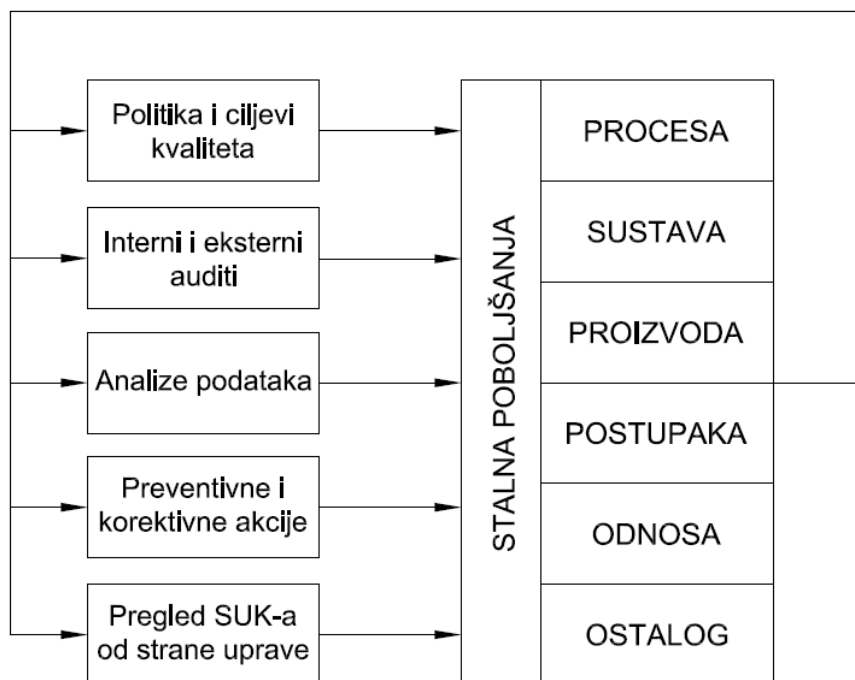 Politika i ciljevi
kvaliteta
Interni i eksterni
auditi
Analize podataka
Preventivne i
korektivne akcije
Pregled SUK-a
od strane uprave
STALNA POBOLJŠANJA
PROCESA
SUSTAVA
PROIZVODA
POSTUPAKA
ODNOSA
OSTALOG